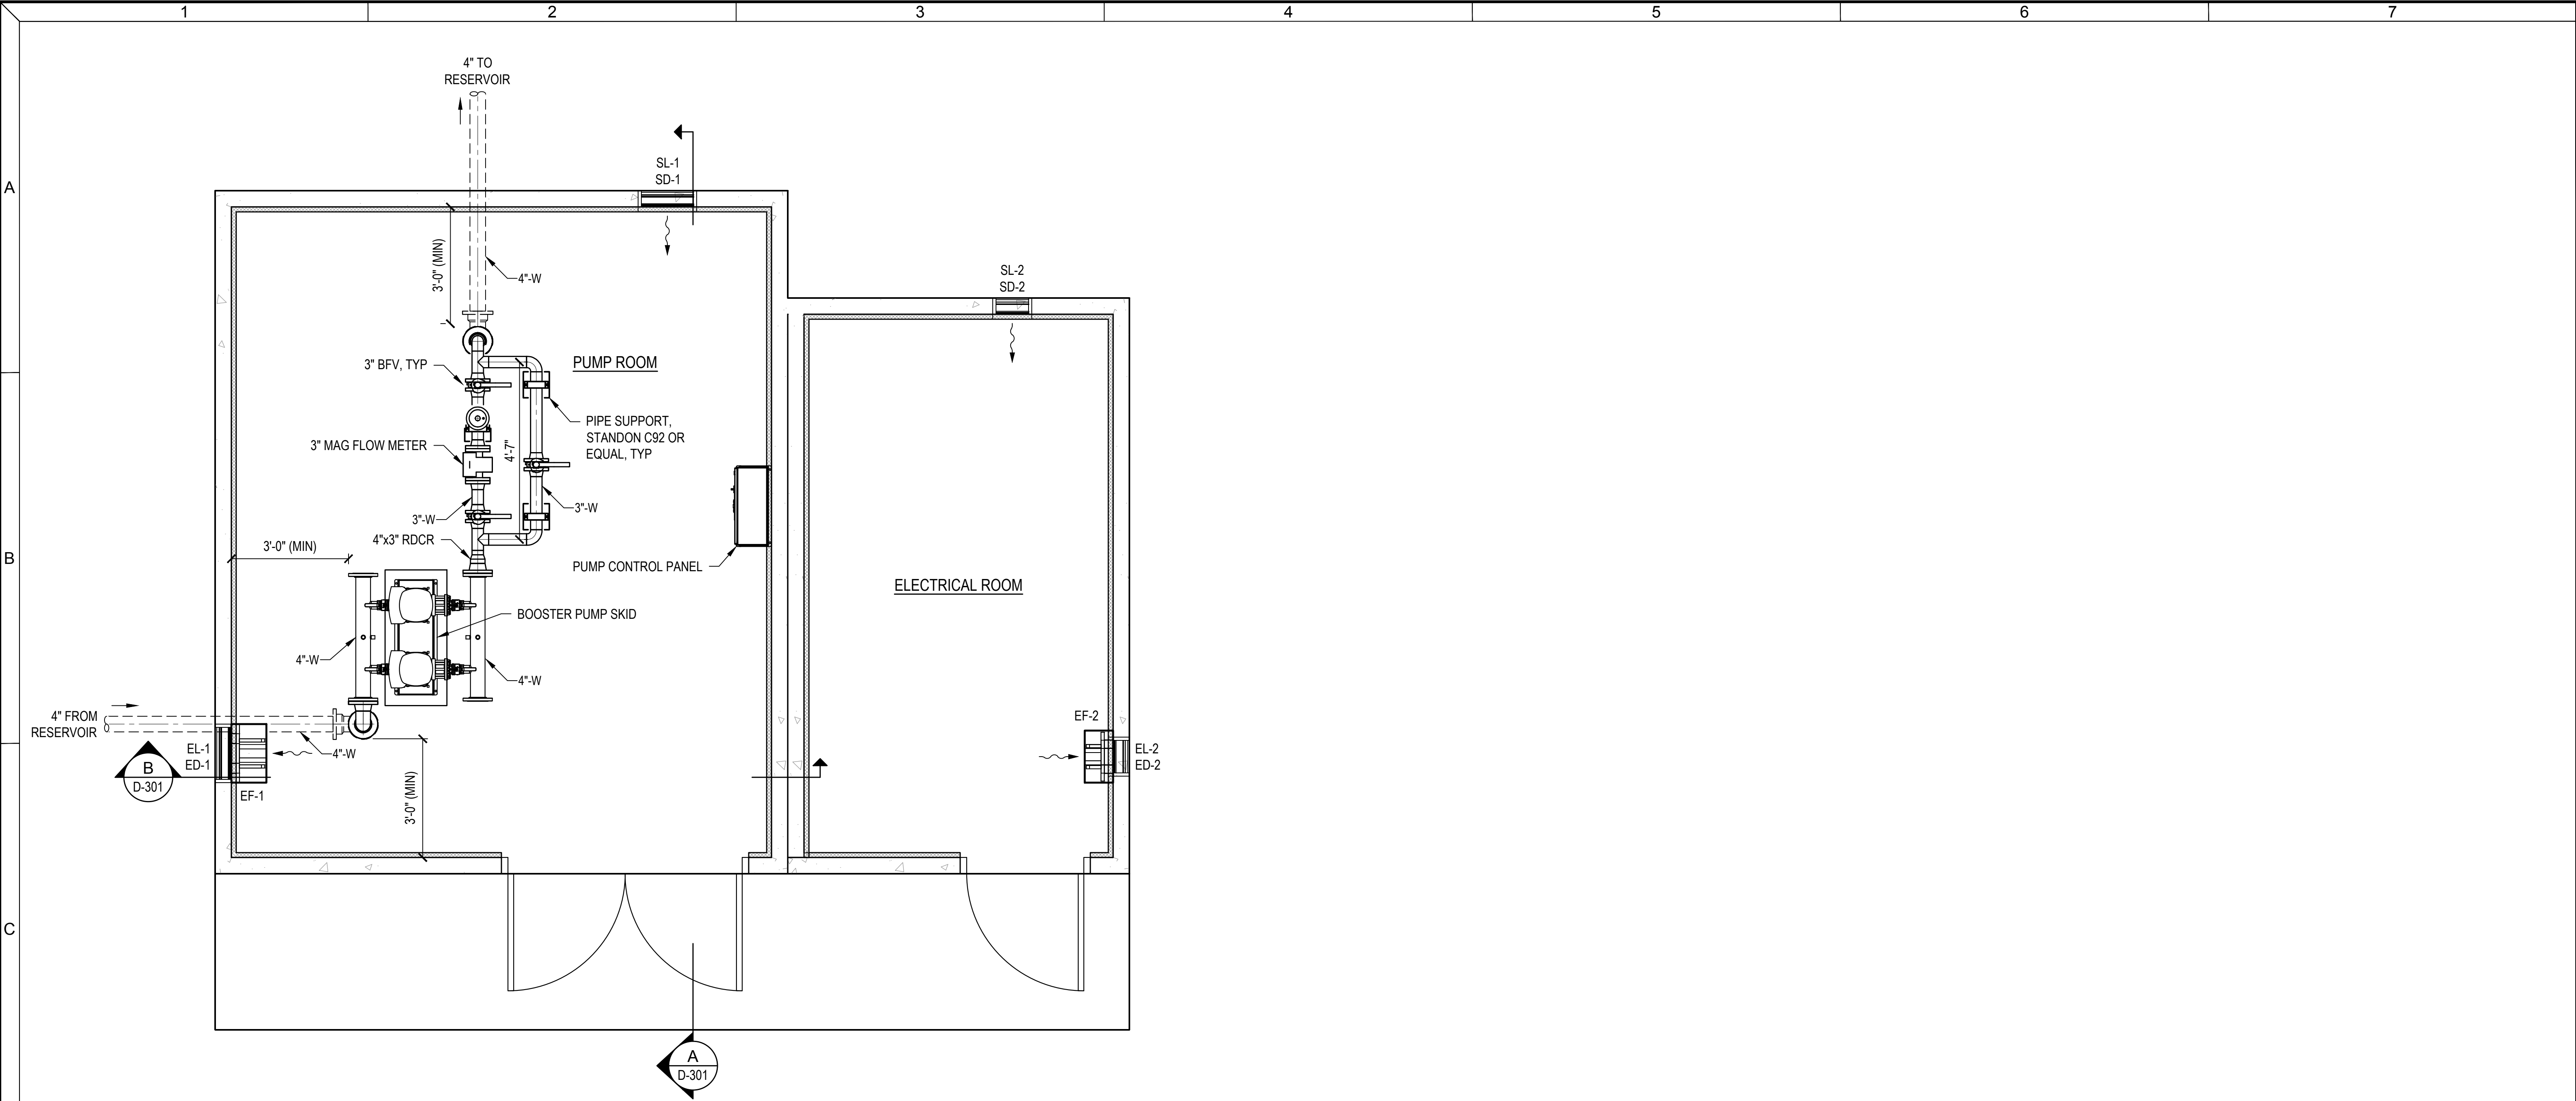 1
2
3
4
5
6
7
A
B
C
4" TO
RESERVOIR
SL-1
SD-1
3'-0" (MIN)
4"-W
SL-2
SD-2
3" BFV, TYP
PUMP ROOM
PIPE SUPPORT,
STANDON C92 OR
EQUAL, TYP
3" MAG FLOW METER
4'-7"
3"-W
3"-W
4"x3" RDCR
3'-0" (MIN)
PUMP CONTROL PANEL
ELECTRICAL ROOM
BOOSTER PUMP SKID
4"-W
4"-W
4" FROM
RESERVOIR
4"-W
EL-1
ED-1
EF-1
B
D-301
3'-0" (MIN)
EF-2
EL-2
ED-2
A
D-301